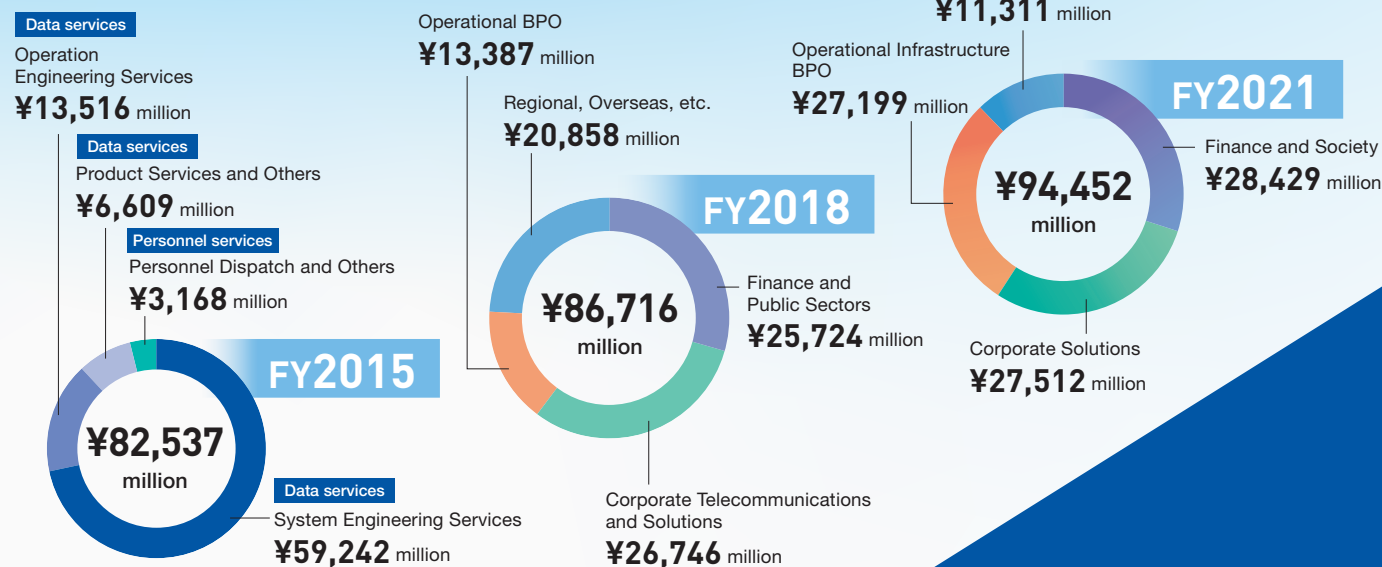 Data services
Operation
Engineering Services
¥13,516 million
Data services
Product Services and Others
¥6,609 million
Personnel services
Personnel Dispatch and Others
¥3,168 million
FY2015
¥82,537
million
Data services
System Engineering Services
¥59,242 million
Operational BPO
¥13,387 million
Regional, Overseas, etc.
¥20,858 million
FY2018
¥86,716
million
Finance and
Public Sectors
¥25,724 million
Corporate Telecommunications
and Solutions
¥26,746 million
¥11,311 million
Operational Infrastructure
BPO
¥27,199 million
FY2021
¥94,452
million
Finance and Society
¥28,429 million
Corporate Solutions
¥27,512 million